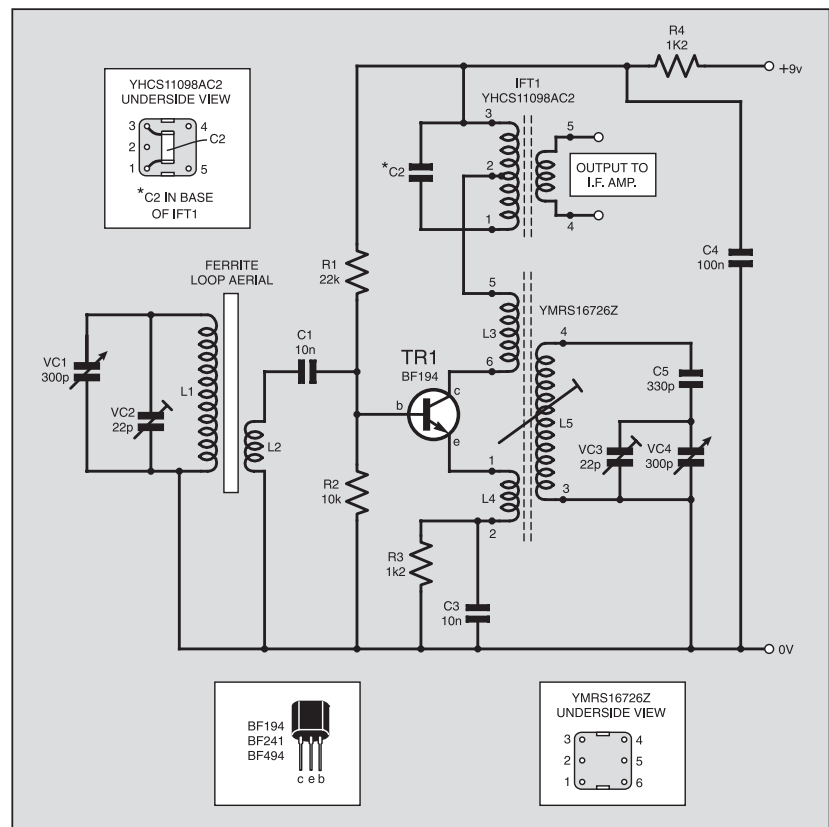 R4
1K2
+9v
YHCS11098AC2
UNDERSIDE VIEW
3
4
C2
2
1
5
*C2 IN BASE
OF IFT1
IFT1
YHCS11098AC2
3
5
*C2
2
OUTPUT TO
I.F. AMP.
1
4
C4
100n
R1
22k
FERRITE
LOOP AERIAL
5
YMRS16726Z
L3
4
C1
10n
TR1
BF194
6
VC1
300p
L1
C5
330p
VC2
22p
c
b
L5
e
L2
VC3
22p
VC4
300p
1
R2
10k
L4
3
2
R3
1k2
C3
10n
0V
BF194
BF241
BF494
c e b
YMRS16726Z
UNDERSIDE VIEW
3
4
2
5
1
6